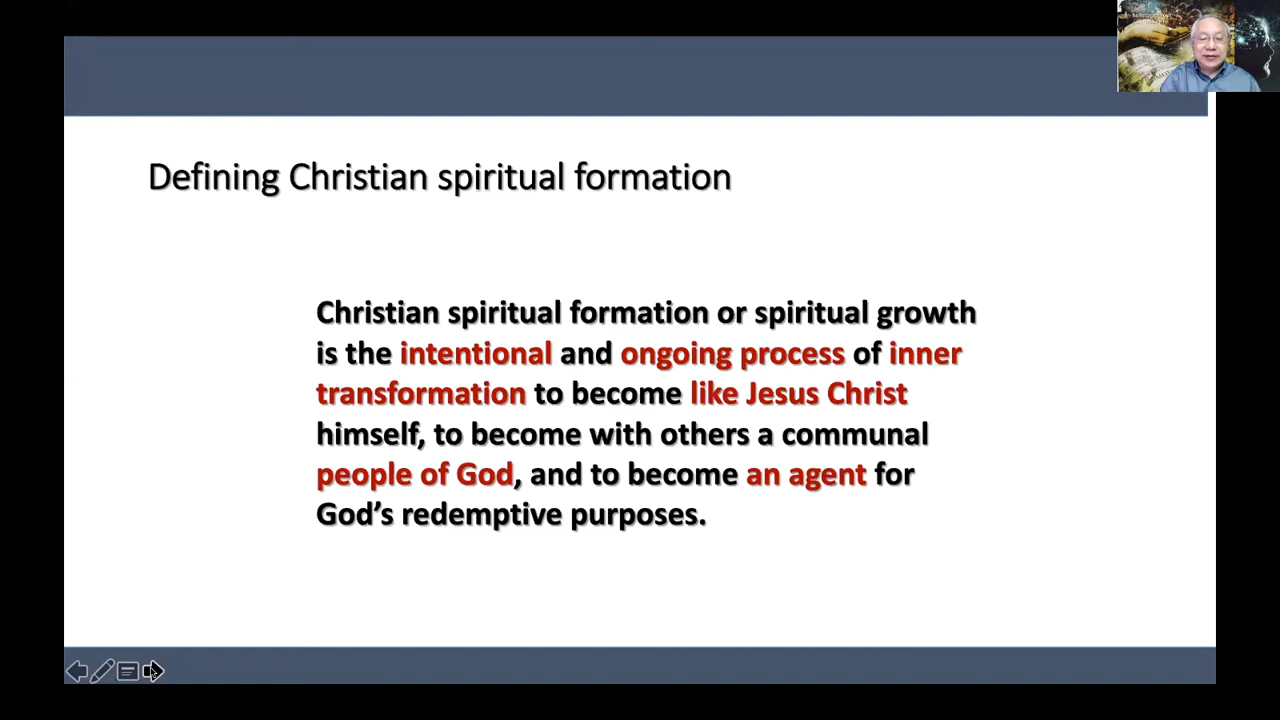 Defining Christian spiritual formation
Christian spiritual formation or spiritual growth
is the intentional and ongoing process of inner
transformation to become like Jesus Christ
himself, to become with others a communal
people of God, and to become an agent for
God's redemptive purposes.